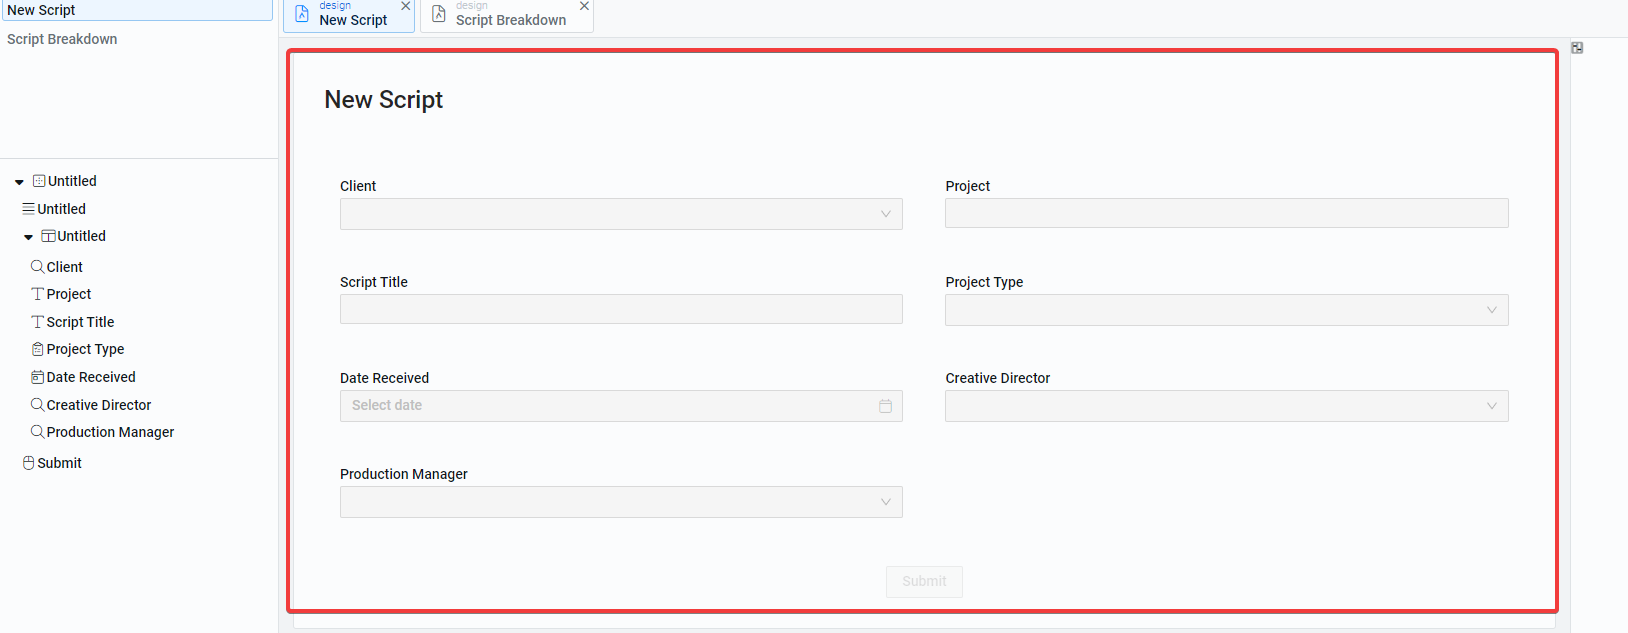 New Script
Script Breakdown
Untitled
Untitled
Untitled
Client
Project
Script Title
Project Type
Date Received
Creative Director
Production Manager
Submit
design
New Script
design
Script Breakdown
New Script
Client
Project
Script Title
Project Type
Date Received
Creative Director
Select date
Production Manager
Submit